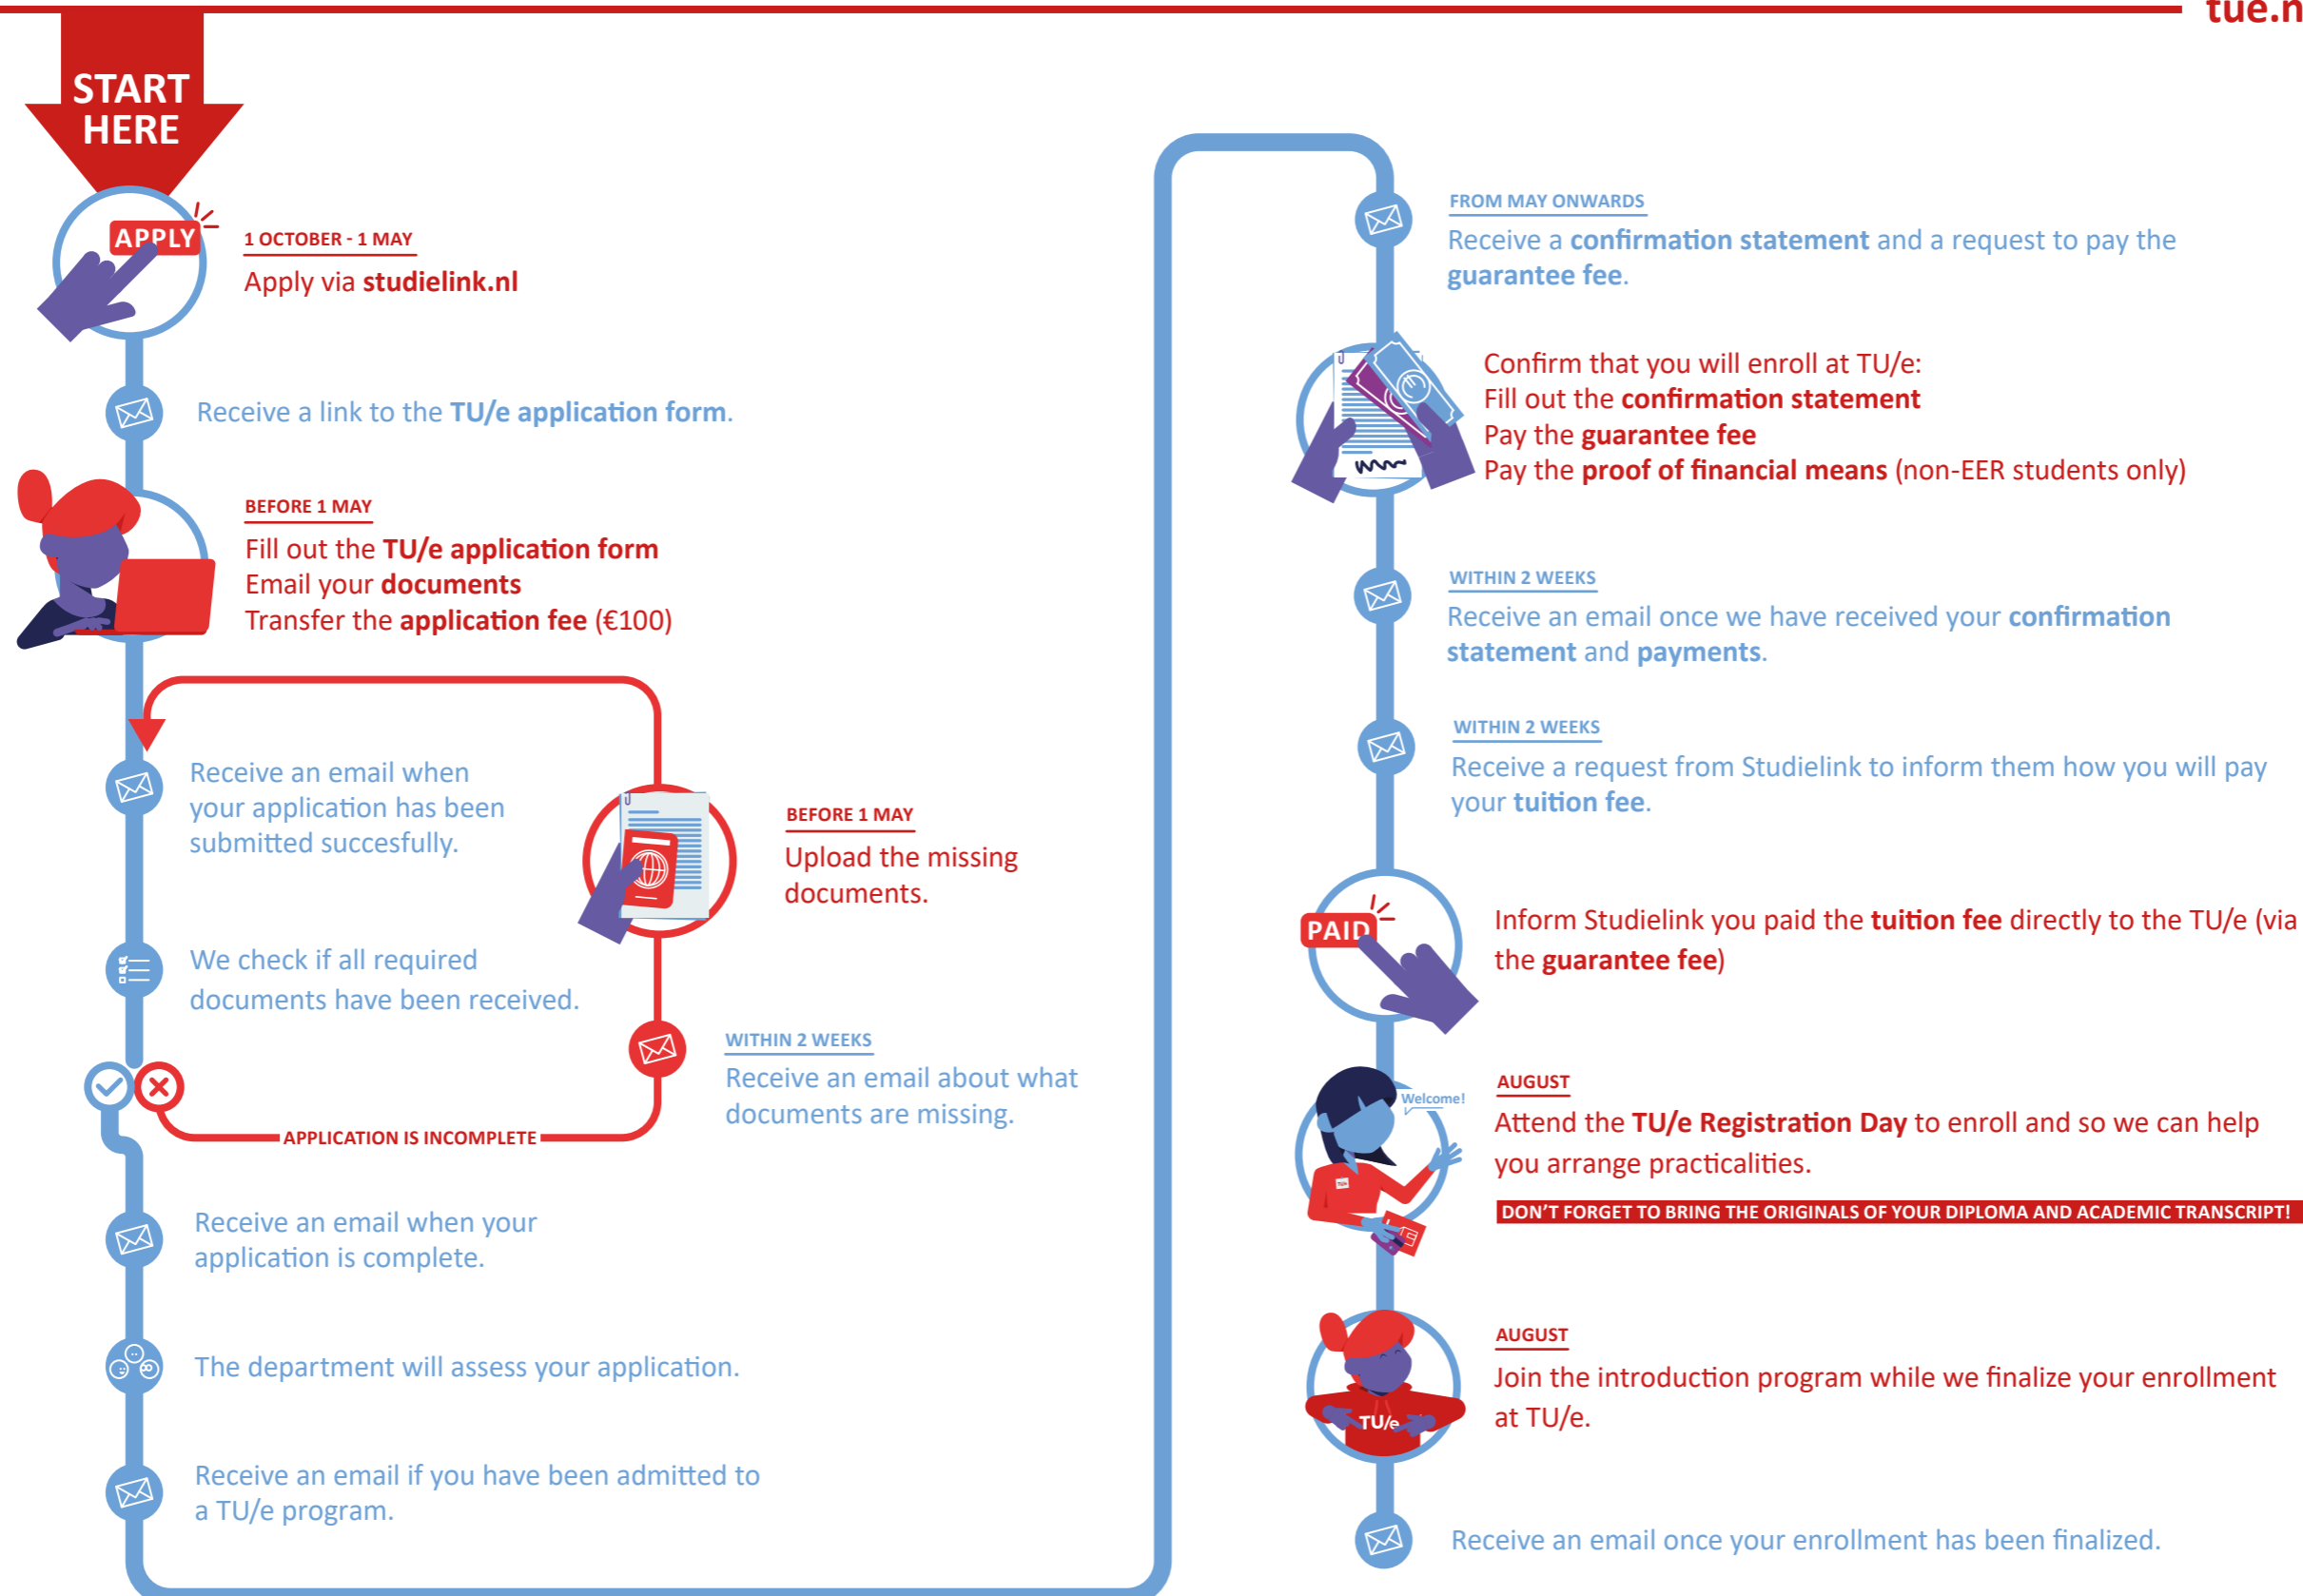 tue.n
START
HERE
APPLY
1 OCTOBER - 1 MAY
Apply via studielink.nl
Receive a link to the TU/e application form.
BEFORE 1 MAY
Fill out the TU/e application form
Email your documents
Transfer the application fee (€100)
Receive an email when
your application has been
submitted succesfully.
BEFORE 1 MAY
Upload the missing
documents.
We check if all required
documents have been received.
WITHIN 2 WEEKS
Receive an email about what
documents are missing.
APPLICATION IS INCOMPLETE
Receive an email when your
application is complete.
The department will assess your application.
Receive an email if you have been admitted to
a TU/e program.
FROM MAY ONWARDS
Receive a confirmation statement and a request to pay the
guarantee fee.
Confirm that you will enroll at TU/e:
Fill out the confirmation statement
Pay the guarantee fee
Pay the proof of financial means (non-EER students only)
WITHIN 2 WEEKS
Receive an email once we have received your confirmation
statement and payments.
WITHIN 2 WEEKS
Receive a request from Studielink to inform them how you will pay
your tuition fee.
PAID
Inform Studielink you paid the tuition fee directly to the TU/e (via
the guarantee fee)
Welcome!
TU/e
AUGUST
Attend the TU/e Registration Day to enroll and so we can help
you arrange practicalities.
DON'T FORGET TO BRING THE ORIGINALS OF YOUR DIPLOMA AND ACADEMIC TRANSCRIPT!
AUGUST
Join the introduction program while we finalize your enrollment
at TU/e.
TU/e
Receive an email once your enrollment has been finalized.